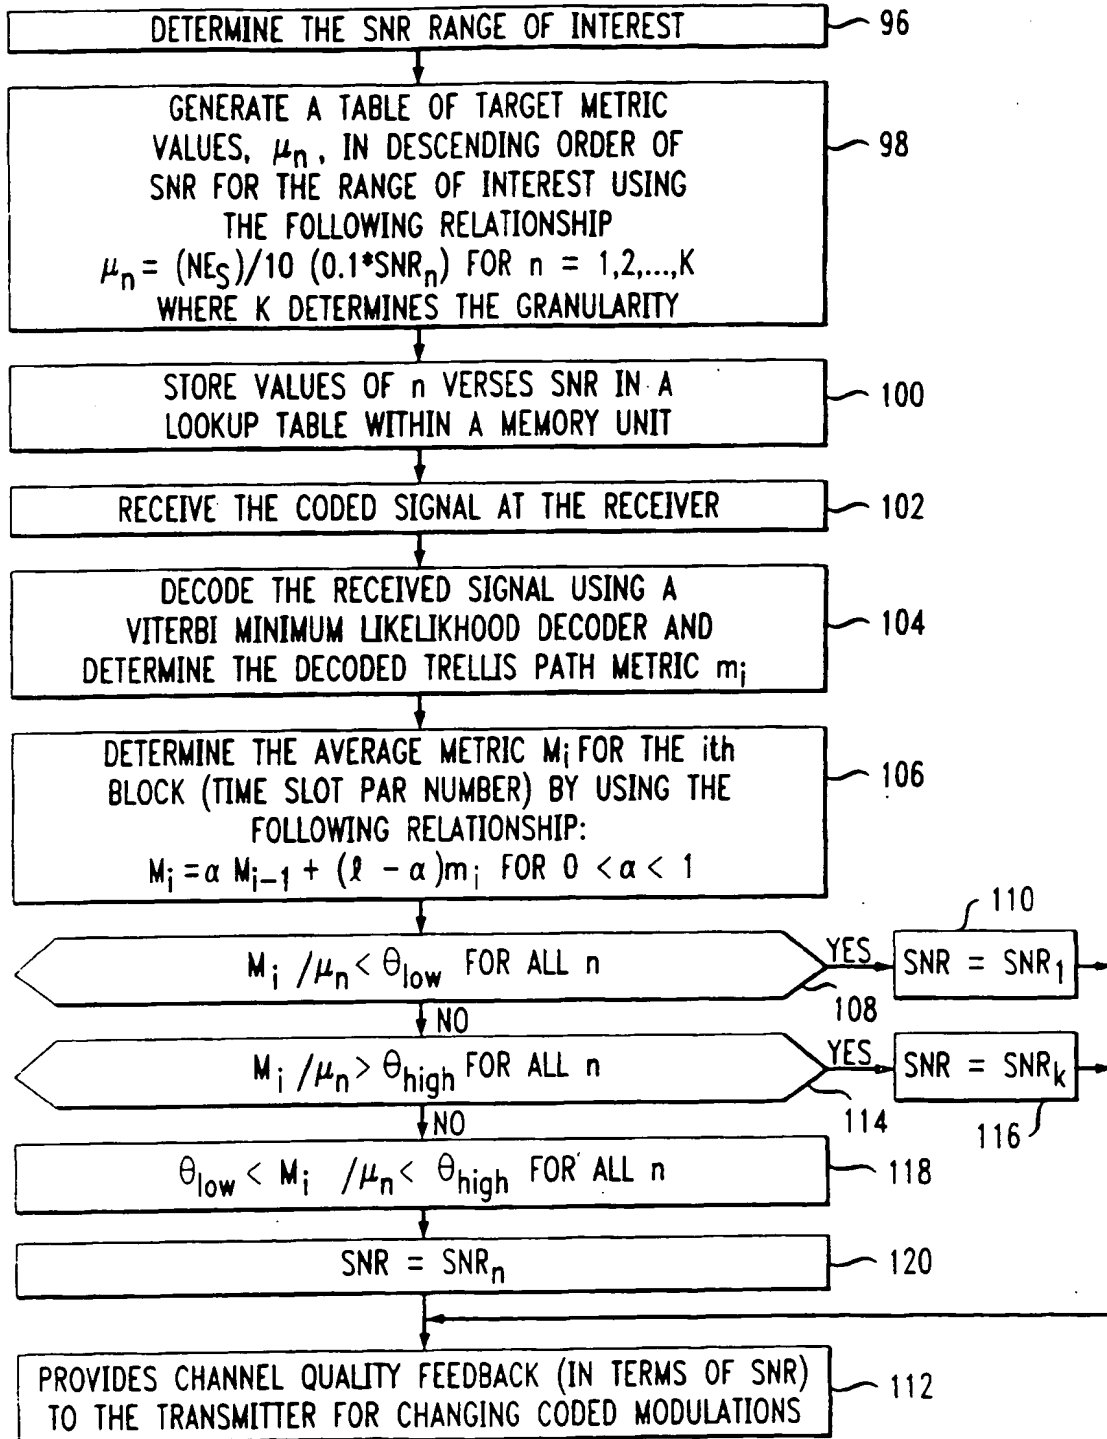 DETERMINE THE SNR RANGE OF INTEREST
96
GENERATE A TABLE OF TARGET METRIC
VALUES, μn, IN DESCENDING ORDER OF
SNR FOR THE RANGE OF INTEREST USING
THE FOLLOWING RELATIONSHIP
μn = (NES)/10 (0.1*SNRn) FOR n = 1,2,...,K
WHERE K DETERMINES THE GRANULARITY
98
STORE VALUES OF n VERSES SNR IN A
LOOKUP TABLE WITHIN A MEMORY UNIT
100
RECEIVE THE CODED SIGNAL AT THE RECEIVER
102
DECODE THE RECEIVED SIGNAL USING A
VITERBI MINIMUM LIKELIKHOOD DECODER AND
DETERMINE THE DECODED TRELLIS PATH METRIC mi
104
DETERMINE THE AVERAGE METRIC Mi FOR THE ith
BLOCK (TIME SLOT PAR NUMBER) BY USING THE
FOLLOWING RELATIONSHIP:
Mi = α Mi-1 + (ℓ - α)mi FOR 0 < α < 1
106
Mi /μn < θlow FOR ALL n
YES
108
110
SNR = SNR1
NO
Mi /μn > θhigh FOR ALL n
YES
114
SNR = SNRk
116
NO
θlow < Mi /μn < θhigh FOR ALL n
118
SNR = SNRn
120
PROVIDES CHANNEL QUALITY FEEDBACK (IN TERMS OF SNR)
TO THE TRANSMITTER FOR CHANGING CODED MODULATIONS
112